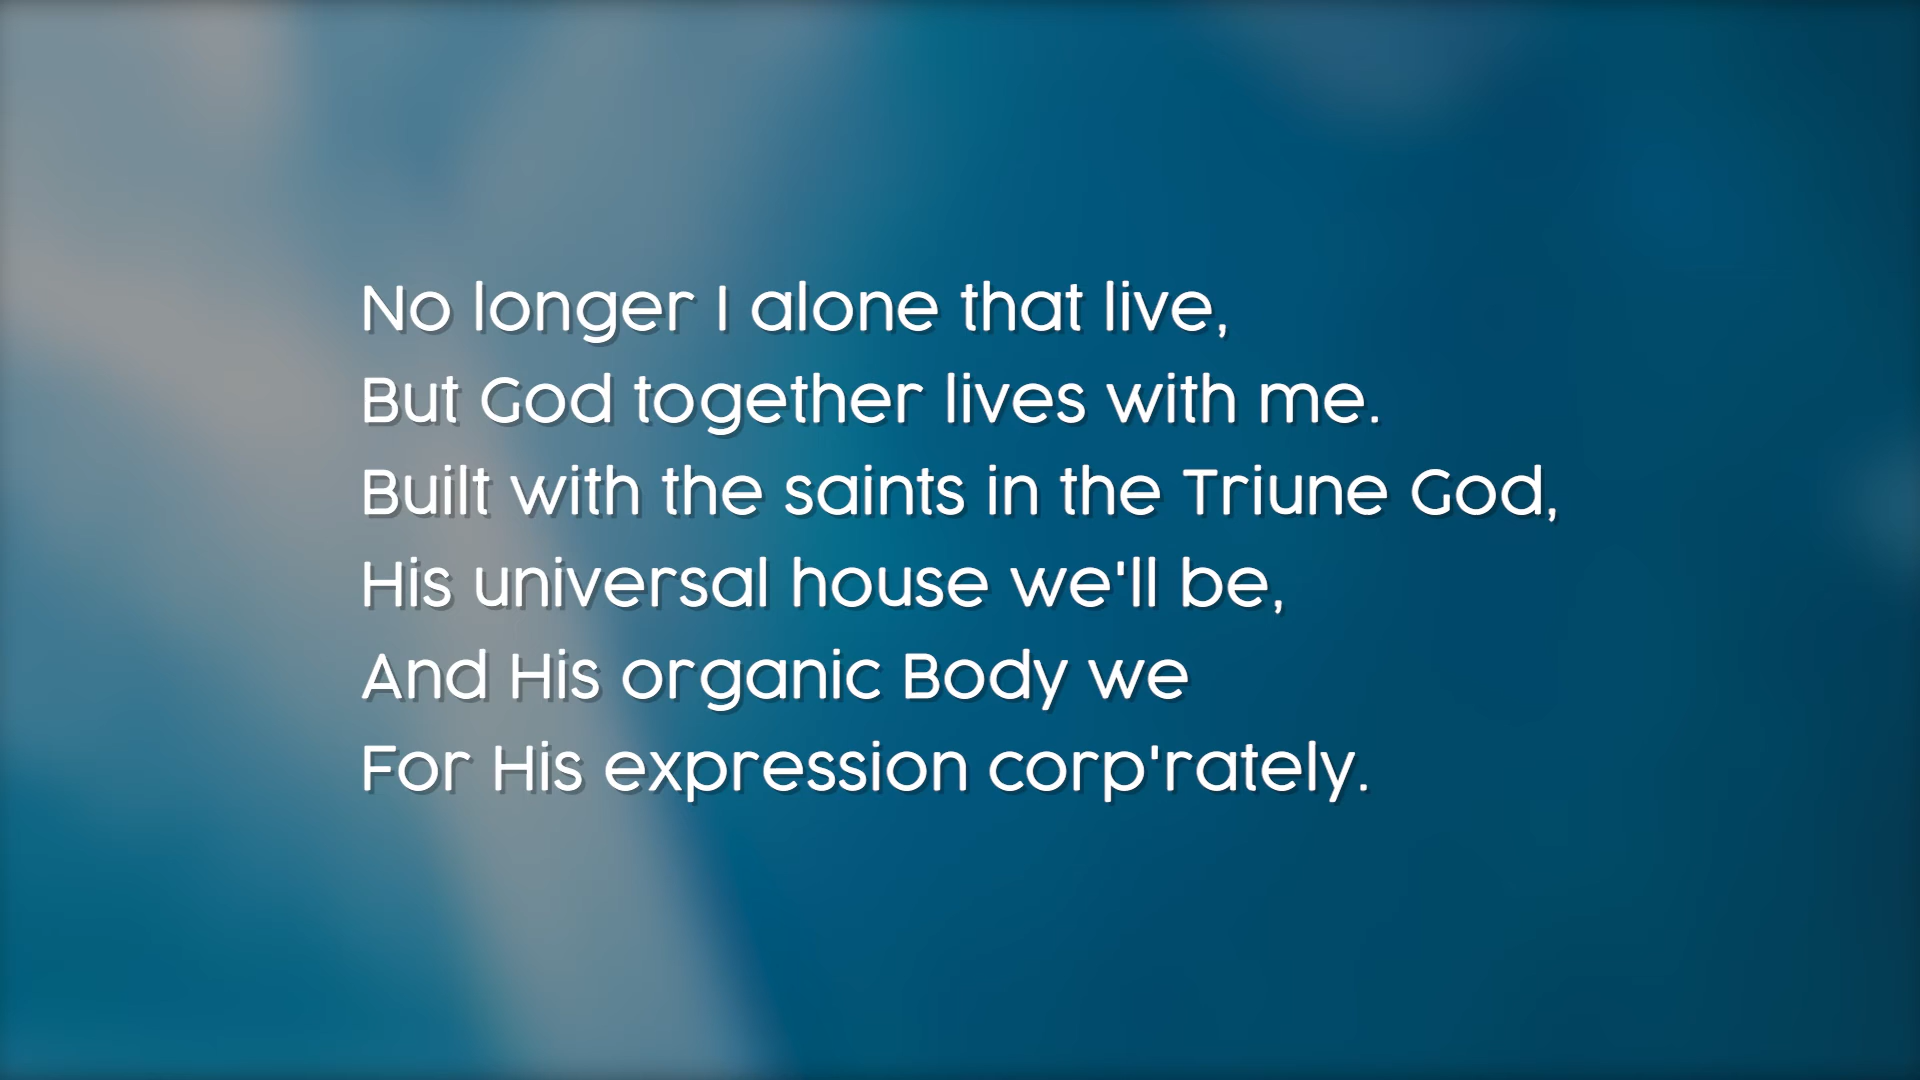 No longer I alone that live,
But God together lives with me.
Built with the saints in the Triune God,
His universal house we'll be,
And His organic Body we
For His expression corp'rately.